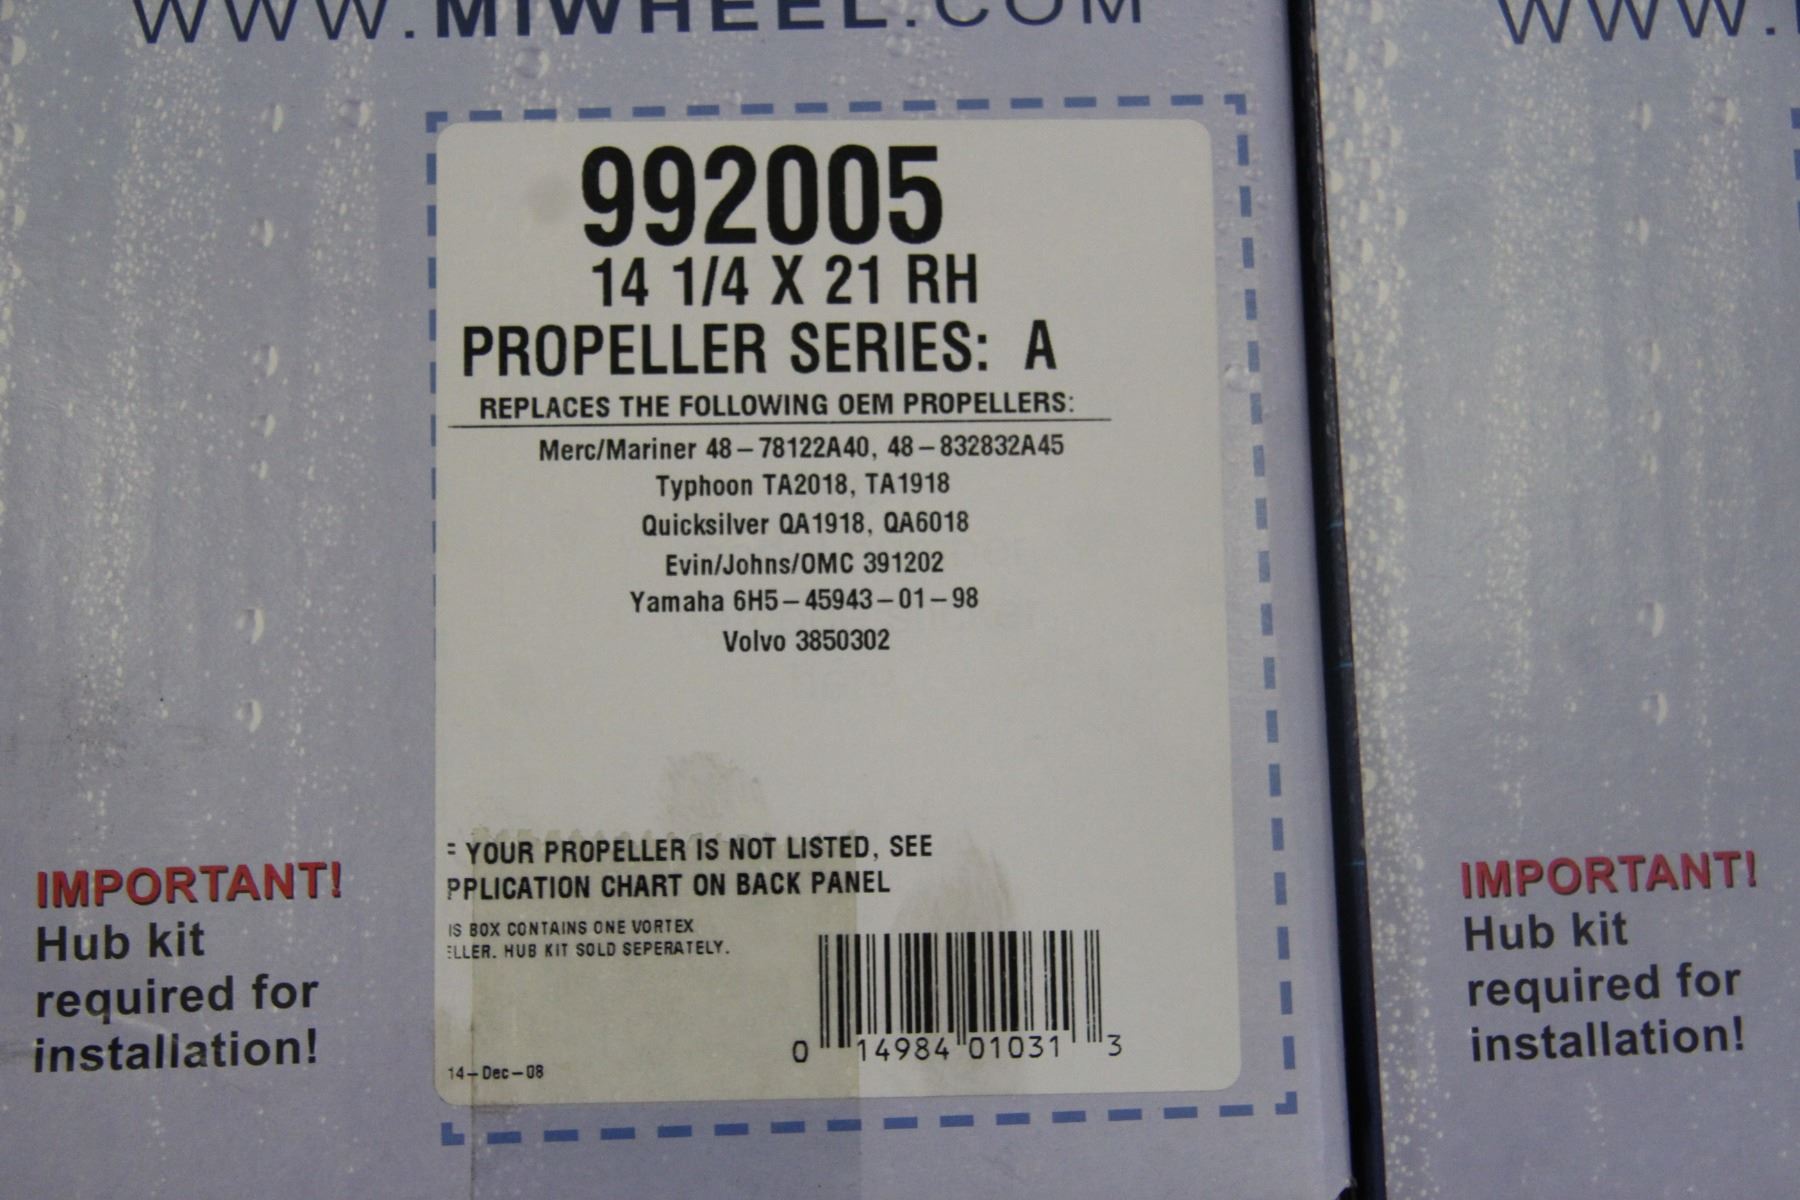 WWW.MIWHEEL.COM
WWW.
992005
14 1/4 X 21 RH
PROPELLER SERIES: A
REPLACES THE FOLLOWING OEM PROPELLERS:
Merc/Mariner 48-78122A40, 48-832832A45
Typhoon TA2018, TA1918
Quicksilver QA1918, QA6018
Evin/Johns/OMC 391202
Yamaha 6H5-45943-01-98
Volvo 3850302
YOUR PROPELLER IS NOT LISTED, SEE
PPLICATION CHART ON BACK PANEL
IS BOX CONTAINS ONE VORTEX
ELLER. HUB KIT SOLD SEPERATELY.
0 14984 01031 3
14-Dec-08
IMPORTANT!
Hub kit
required for
installation!
IMPORTANT!
Hub kit
required for
installation!